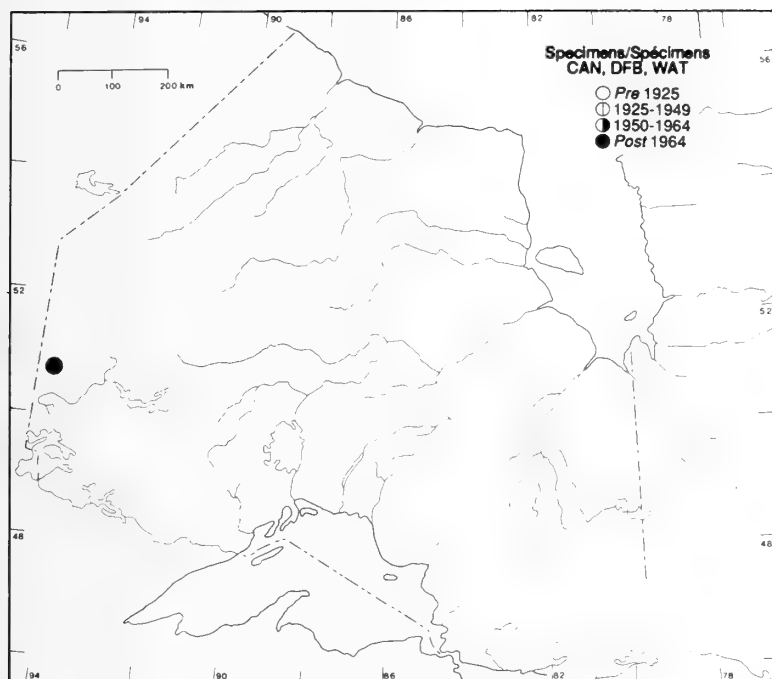 94 90 86 82 78
56 56
Specimens/Spécimens
CAN, DFB, WAT
Pre 1925
1925-1949
1950-1964
Post 1964
0 100 200 km
52 52
48 48
94 90 86 82 78